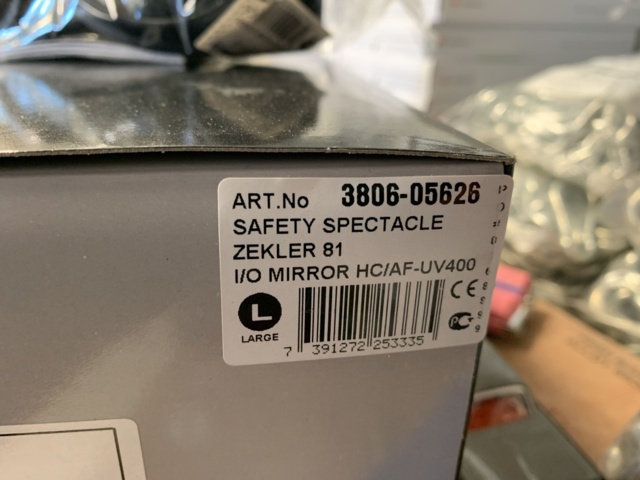 ART.No 3806-05626
SAFETY SPECTACLE
ZEKLER 81
I/O MIRROR HC/AF-UV400
L
LARGE
CE
7 391272 253335